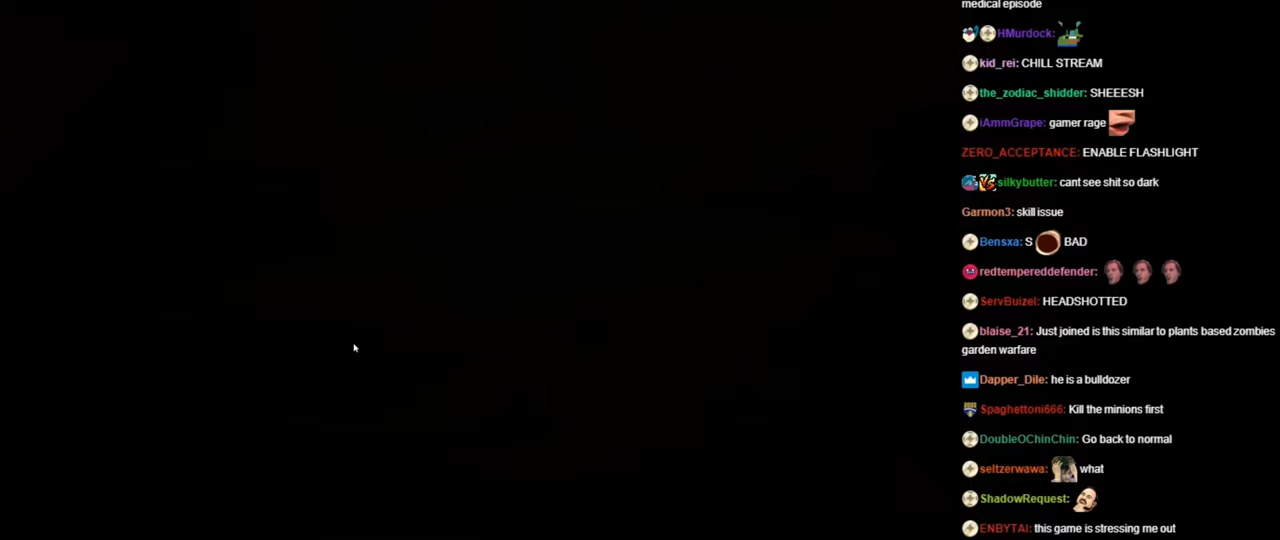 medical episode
HMurdock:
kid_rei: CHILL STREAM
the_zodiac_shidder: SHEEESH
iAmmGrape: gamer rage
ZERO_ACCEPTANCE: ENABLE FLASHLIGHT
silkybutter: cant see shit so dark
Garmon3: skill issue
Bensxa: S BAD
redtempereddefender:
ServBuizel: HEADSHOTTED
blaise_21: Just joined is this similar to plants based zombies
garden warfare
Dapper_Dile: he is a bulldozer
Spaghettoni666: Kill the minions first
DoubleOChinChin: Go back to normal
seltzerwawa: what
ShadowRequest:
ENBYTAI: this game is stressing me out